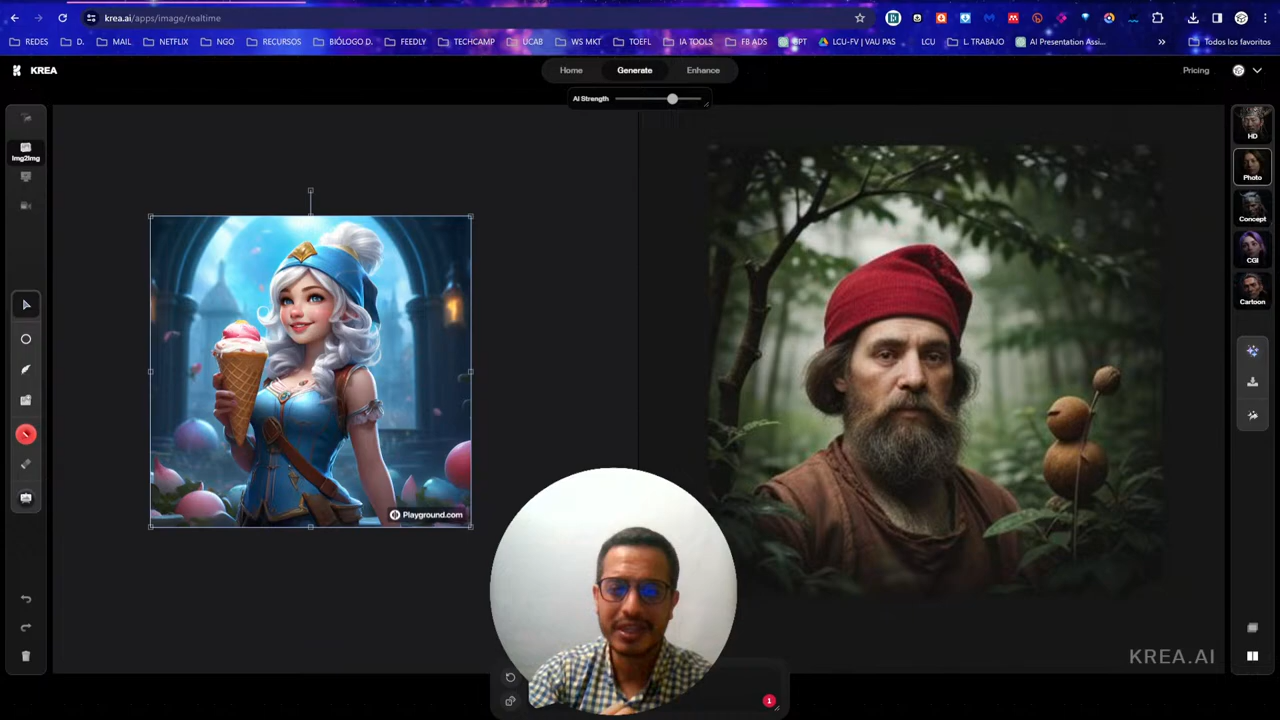 krea.ai/apps/image/realtime
REDES D. MAIL NETFLIX NGO RECURSOS BIÓLOGO D. FEEDLY TECHCAMP UCAB WS MKT TOEFL IA TOOLS FB ADS GPT LCU-FV | VAU PAS LCU L. TRABAJO AI Presentation Assi... » Todos los favoritos
KREA Home Generate Enhance Pricing
AI Strength
HD
Img2Img
Photo
Concept
CGI
Cartoon
Playground.com
KREA.AI
1